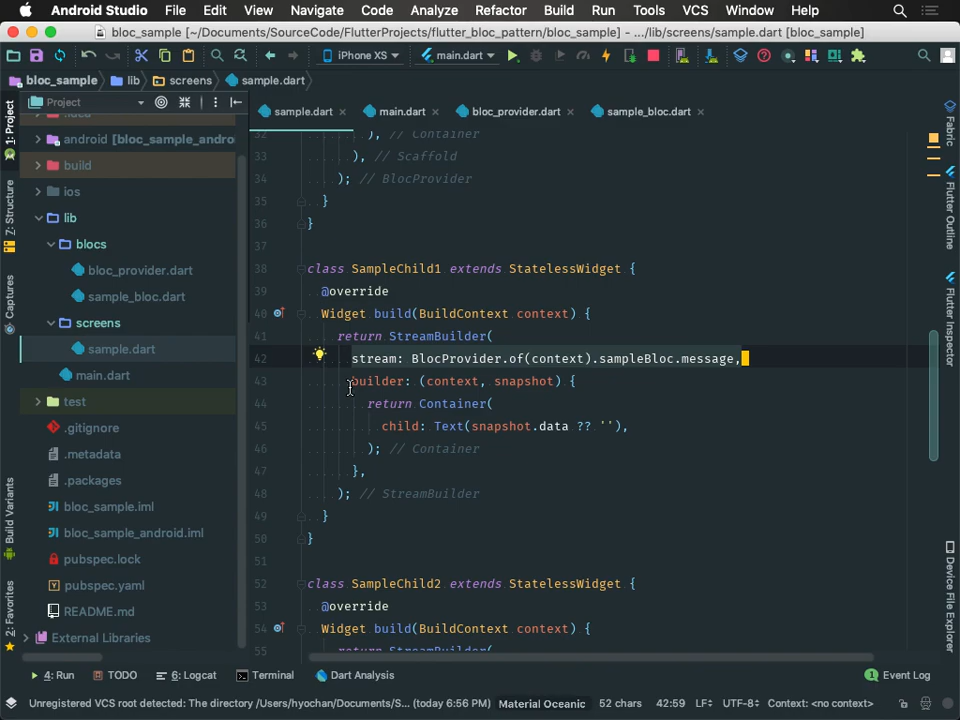 Android Studio File Edit View Navigate Code Analyze Refactor Build Run Tools VCS Window Help
bloc_sample [~/Documents/SourceCode/FlutterProjects/flutter_bloc_pattern/bloc_sample] - .../lib/screens/sample.dart [bloc_sample]
iPhone XS main.dart
bloc_sample lib screens sample.dart
Project
sample.dart main.dart bloc_provider.dart sample_bloc.dart
android [bloc_sample_andro
build
ios
lib
blocs
bloc_provider.dart
sample_bloc.dart
screens
sample.dart
main.dart
test
.gitignore
.metadata
.packages
bloc_sample.iml
bloc_sample_android.iml
pubspec.lock
pubspec.yaml
README.md
External Libraries
1: Project
7: Structure
Captures
Build Variants
2: Favorites
32 ), // Container
33 ), // Scaffold
34 ); // BlocProvider
35 }
36 }
37
38 class SampleChild1 extends StatelessWidget {
39 @override
40 Widget build(BuildContext context) {
41 return StreamBuilder(
42 stream: BlocProvider.of(context).sampleBloc.message,
43 builder: (context, snapshot) {
44 return Container(
45 child: Text(snapshot.data ?? ''),
46 ); // Container
47 },
48 ); // StreamBuilder
49 }
50 }
51
52 class SampleChild2 extends StatelessWidget {
53 @override
54 Widget build(BuildContext context) {
55 return StreamBuilder(
Fabric
Flutter Outline
Flutter Inspector
Device File Explorer
4: Run TODO 6: Logcat Terminal Dart Analysis 1 Event Log
Unregistered VCS root detected: The directory /Users/hyochan/Documents/S... (today 6:56 PM) Material Oceanic 52 chars 42:59 LF UTF-8 Context: <no context>